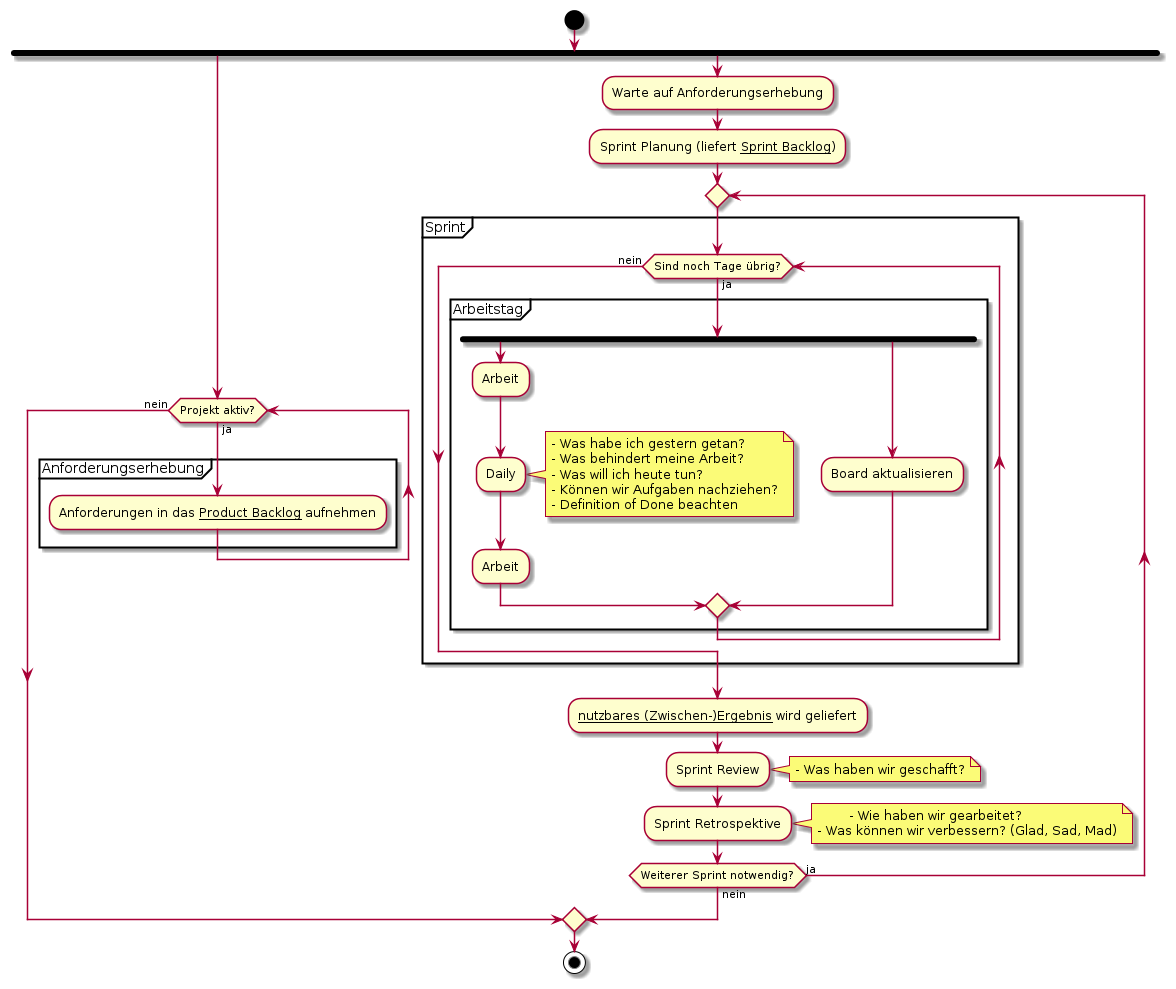 Warte auf Anforderungserhebung
Sprint Planung (liefert Sprint Backlog)
Sprint
Sind noch Tage übrig?
nein
ja
Arbeitstag
Arbeit
Daily
- Was habe ich gestern getan?
- Was behindert meine Arbeit?
- Was will ich heute tun?
- Können wir Aufgaben nachziehen?
- Definition of Done beachten
Board aktualisieren
Arbeit
Projekt aktiv?
nein
ja
Anforderungserhebung
Anforderungen in das Product Backlog aufnehmen
nutzbares (Zwischen-)Ergebnis wird geliefert
Sprint Review
- Was haben wir geschafft?
Sprint Retrospektive
- Wie haben wir gearbeitet?
- Was können wir verbessern? (Glad, Sad, Mad)
Weiterer Sprint notwendig?
ja
nein